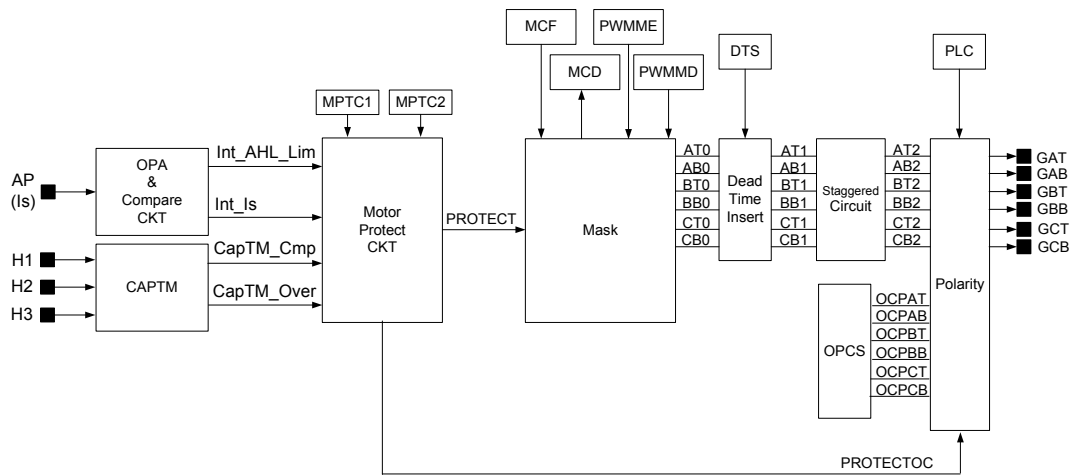 MCF
PWMME
MCD
PWMMD
DTS
PLC
MPTC1
MPTC2
AP
(Is)
OPA
&
Compare
CKT
Int_AHL_Lim
Int_Is
H1
H2
H3
CAPTM
CapTM_Cmp
CapTM_Over
Motor
Protect
CKT
PROTECT
Mask
AT0
AB0
BT0
BB0
CT0
CB0
Dead
Time
Insert
AT1
AB1
BT1
BB1
CT1
CB1
Staggered
Circuit
AT2
AB2
BT2
BB2
CT2
CB2
Polarity
GAT
GAB
GBT
GBB
GCT
GCB
OPCS
OCPAT
OCPAB
OCPBT
OCPBB
OCPCT
OCPCB
PROTECTOC